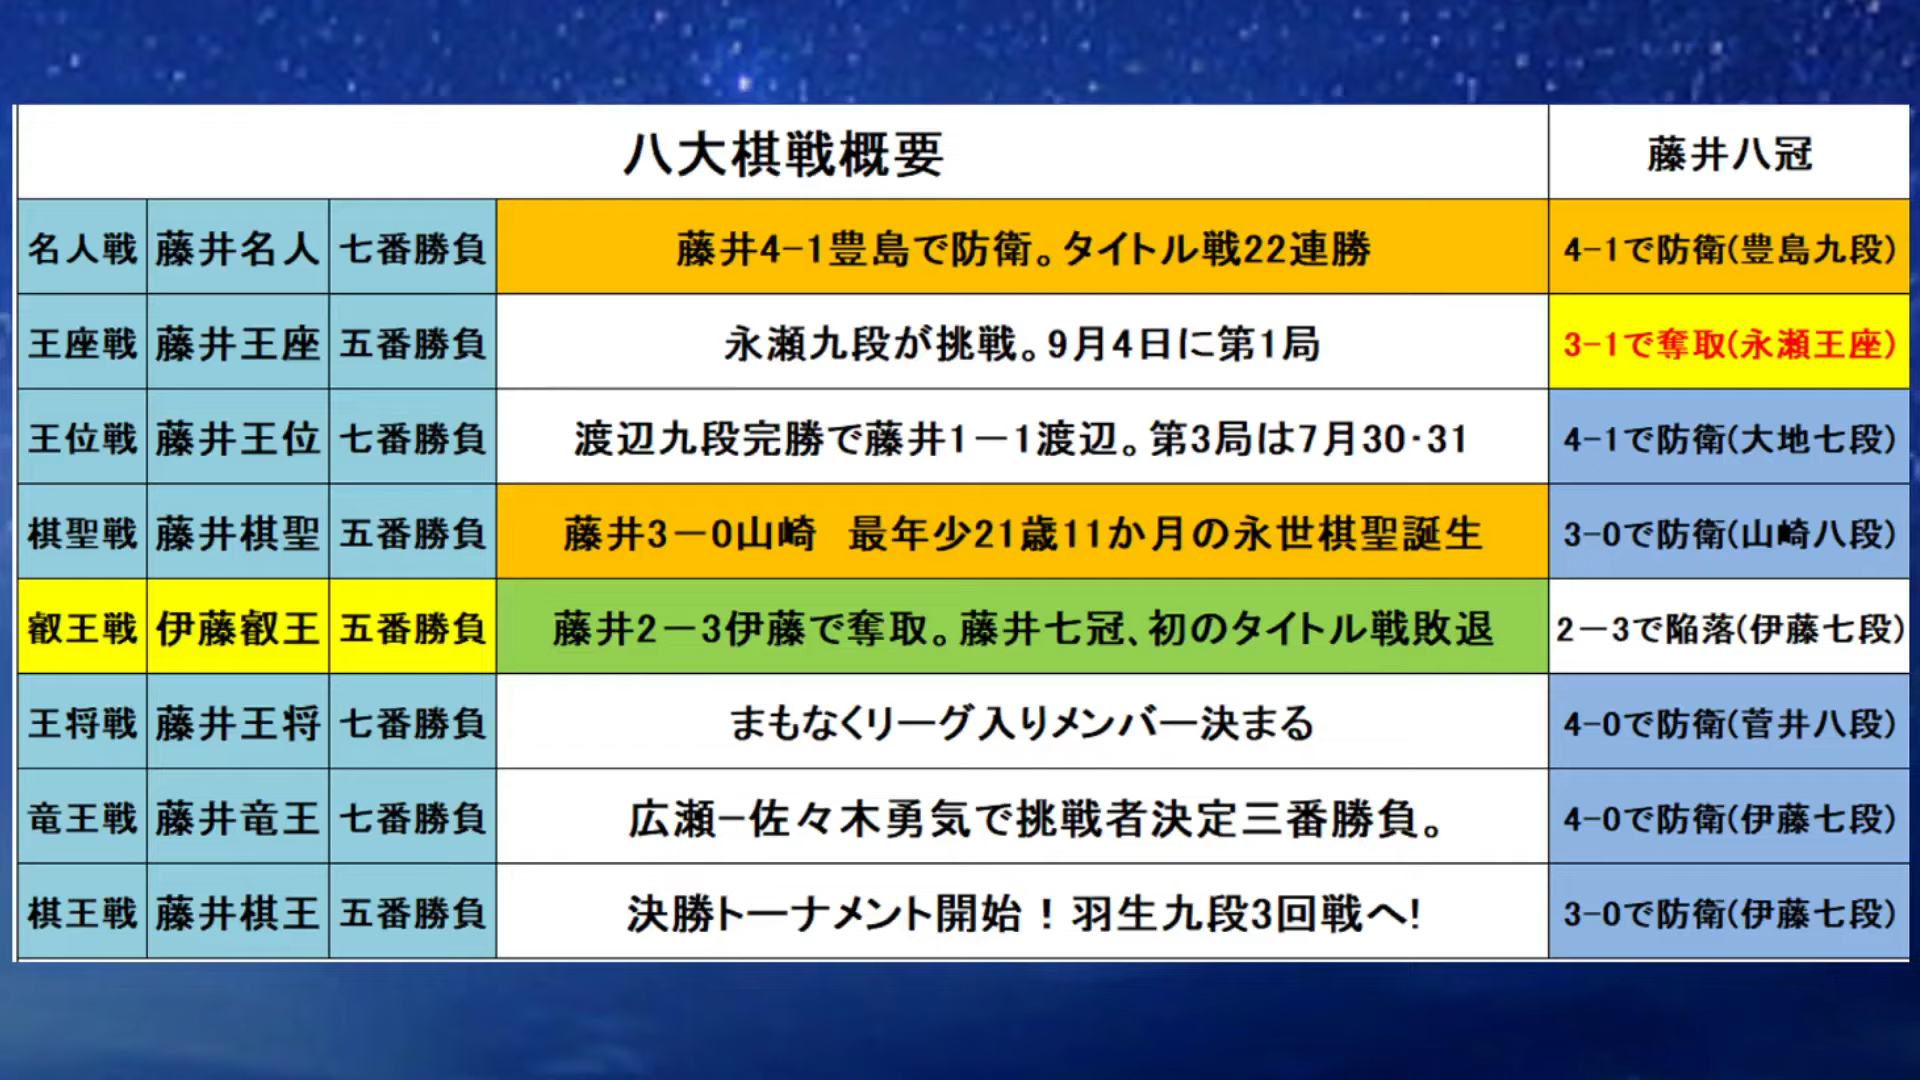 八大棋戦概要 藤井八冠
名人戦 藤井名人 七番勝負 藤井4-1豊島で防衛。タイトル戦22連勝 4-1で防衛(豊島九段)
王座戦 藤井王座 五番勝負 永瀬九段が挑戦。9月4日に第1局 3-1で奪取(永瀬王座)
王位戦 藤井王位 七番勝負 渡辺九段完勝で藤井1－1渡辺。第3局は7月30･31 4-1で防衛(大地七段)
棋聖戦 藤井棋聖 五番勝負 藤井3－0山崎　最年少21歳11か月の永世棋聖誕生 3-0で防衛(山崎八段)
叡王戦 伊藤叡王 五番勝負 藤井2－3伊藤で奪取。藤井七冠、初のタイトル戦敗退 2－3で陥落(伊藤七段)
王将戦 藤井王将 七番勝負 まもなくリーグ入りメンバー決まる 4-0で防衛(菅井八段)
竜王戦 藤井竜王 七番勝負 広瀬-佐々木勇気で挑戦者決定三番勝負。 4-0で防衛(伊藤七段)
棋王戦 藤井棋王 五番勝負 決勝トーナメント開始！羽生九段3回戦へ! 3-0で防衛(伊藤七段)